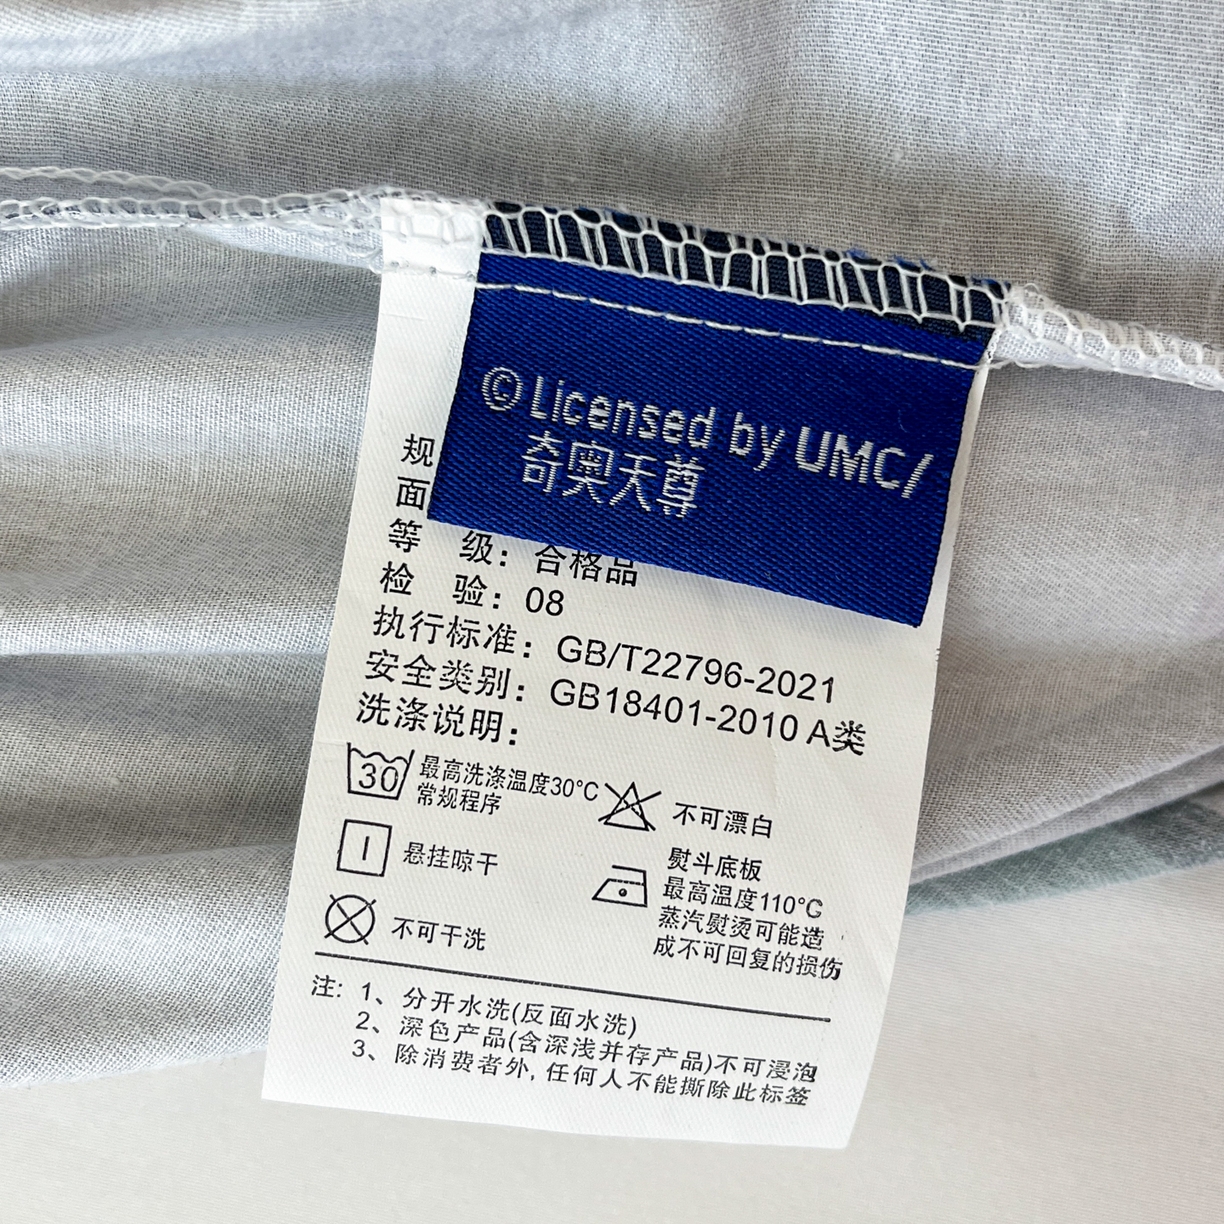 ©Licensed by UMC/
奇奥天尊
规
面
等 级：合格品
检 验：08
执行标准：GB/T22796-2021
安全类别：GB18401-2010 A类
洗涤说明：
30 最高洗涤温度30°C
常规程序
不可漂白
悬挂晾干
熨斗底板
最高温度110°C
蒸汽熨烫可能造
成不可回复的损伤
不可干洗
注: 1、分开水洗(反面水洗)
2、深色产品(含深浅并存产品)不可浸泡
3、除消费者外, 任何人不能撕除此标签